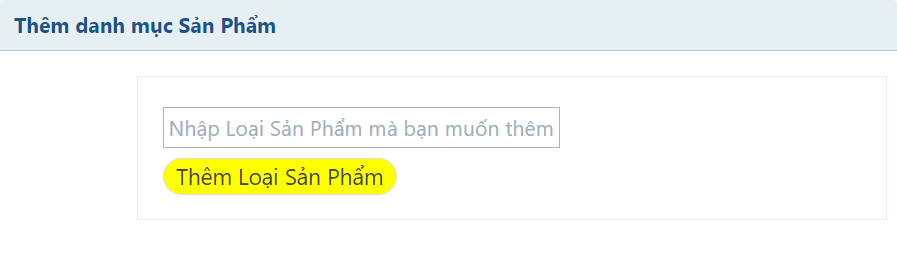 Thêm danh mục Sản Phẩm
Nhập Loại Sản Phẩm mà bạn muốn thêm
Thêm Loại Sản Phẩm